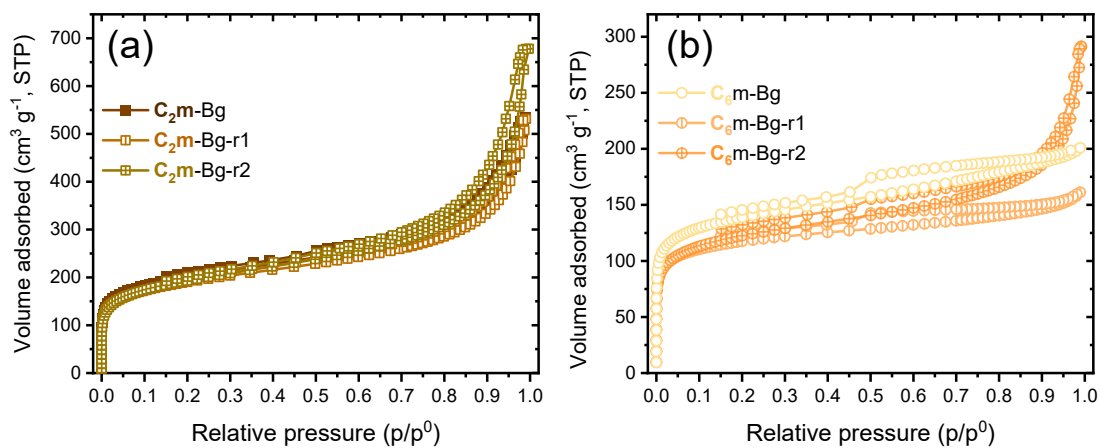 (a)
Volume adsorbed (cm³ g⁻¹, STP)
700
600
500
400
300
200
100
0
C₂m-Bg
C₂m-Bg-r1
C₂m-Bg-r2
0.0 0.1 0.2 0.3 0.4 0.5 0.6 0.7 0.8 0.9 1.0
Relative pressure (p/p⁰)
(b)
Volume adsorbed (cm³ g⁻¹, STP)
300
250
200
150
100
50
0
C₆m-Bg
C₆m-Bg-r1
C₆m-Bg-r2
0.0 0.1 0.2 0.3 0.4 0.5 0.6 0.7 0.8 0.9 1.0
Relative pressure (p/p⁰)